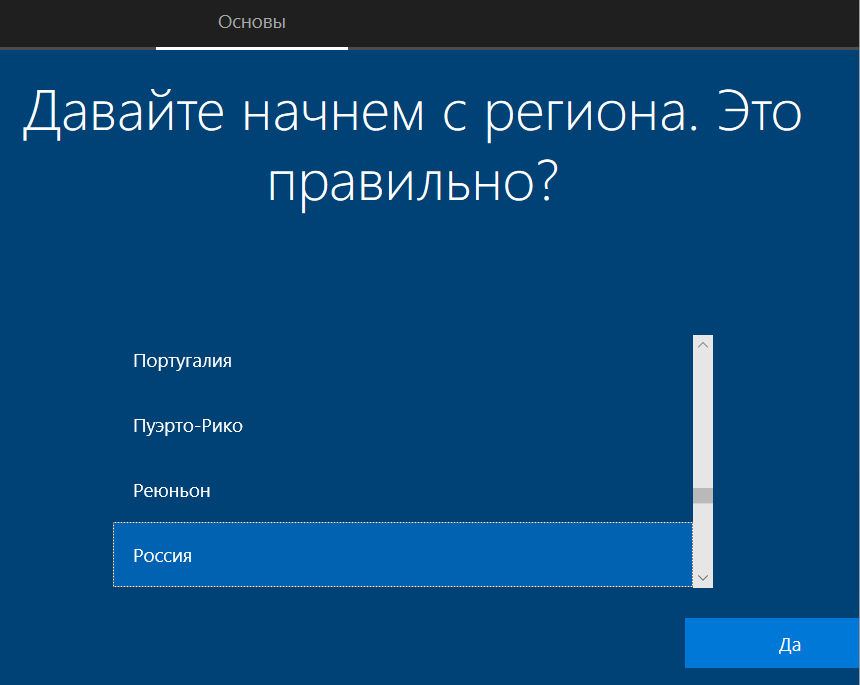 Основы
Давайте начнем с региона. Это
правильно?
Португалия
Пуэрто-Рико
Реюньон
Россия
Да